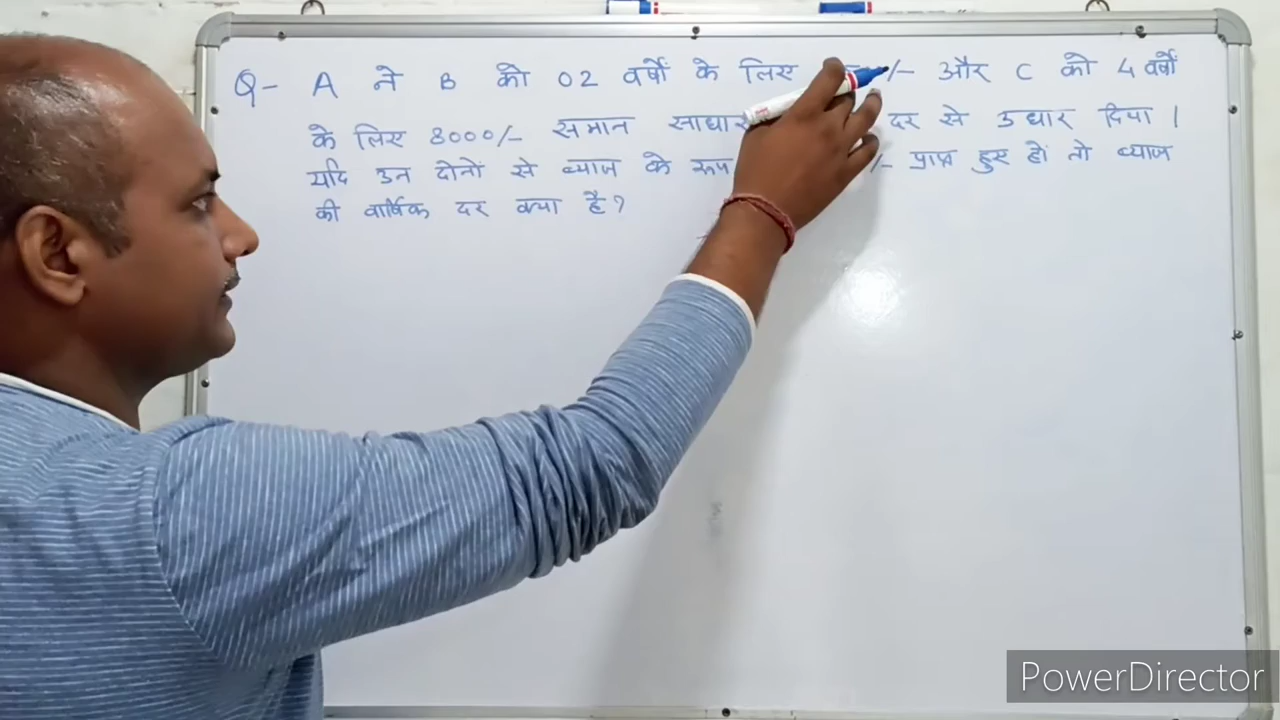 Q- A ने B को 02 वर्षों के लिए /- और C को 4 वर्षों
के लिए 8000/- समान साधार दर से उधार दिया ।
यदि उन दोनों से ब्याज के रूप /- प्राप्त हुए हों तो ब्याज
की वार्षिक दर क्या है?
PowerDirector